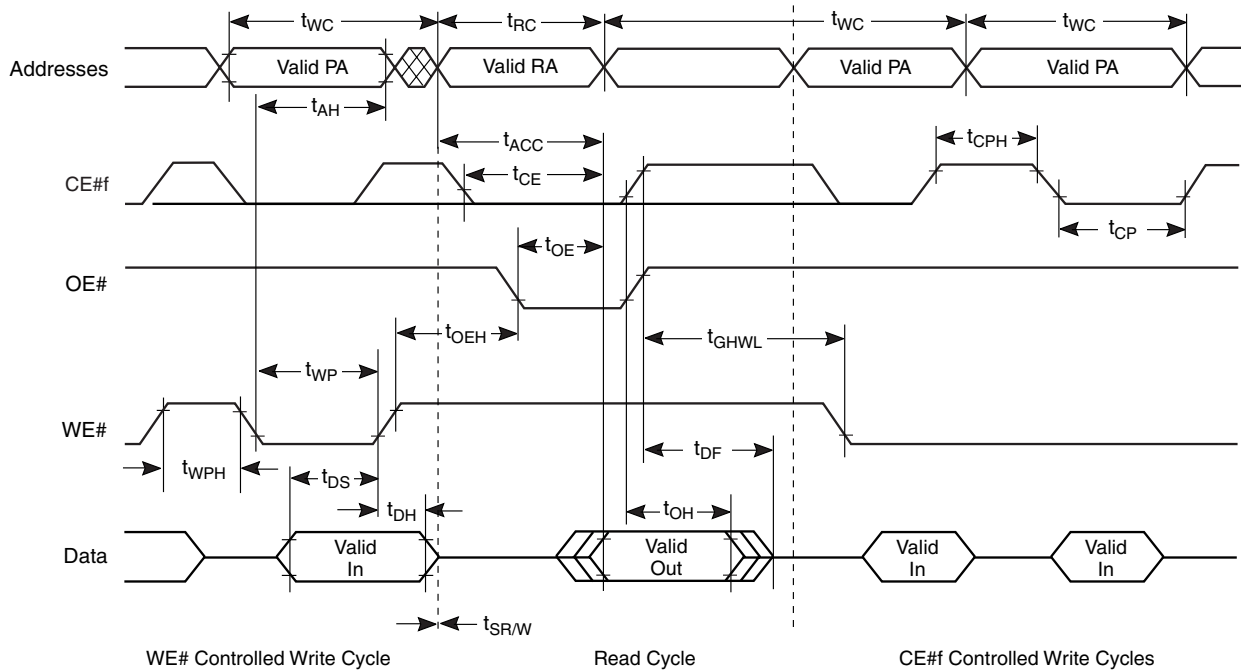 tWC tRC tWC tWC
Addresses Valid PA Valid RA Valid PA Valid PA
tAH
tACC tCPH
CE#f tCE
tOE tCP
OE#
tOEH tGHWL
tWP
WE#
tWPH tDS tDF
tDH tOH
Data Valid In Valid Out Valid In Valid In
tSR/W
WE# Controlled Write Cycle Read Cycle CE#f Controlled Write Cycles